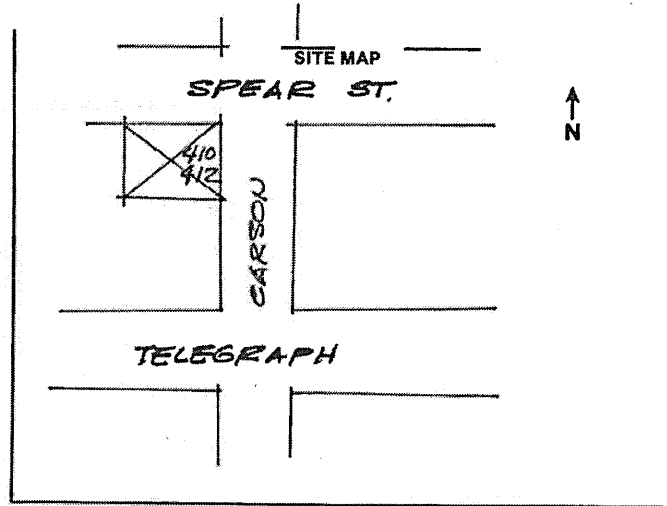 SITE MAP
SPEAR ST.
N
410
412
CARSON
TELEGRAPH